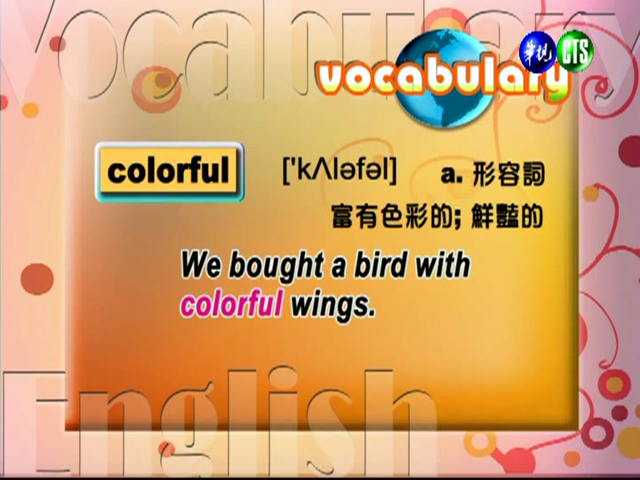 Vocabulary
華視 CTS
vocabulary
colorful ['kʌləfəl] a. 形容詞
富有色彩的; 鮮豔的
We bought a bird with
colorful wings.
English